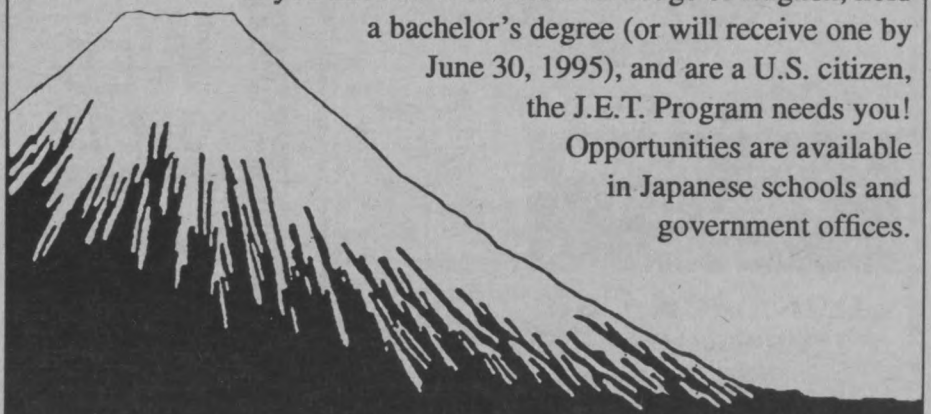 a bachelor's degree (or will receive one by
June 30, 1995), and are a U.S. citizen,
the J.E.T. Program needs you!
Opportunities are available
in Japanese schools and
government offices.